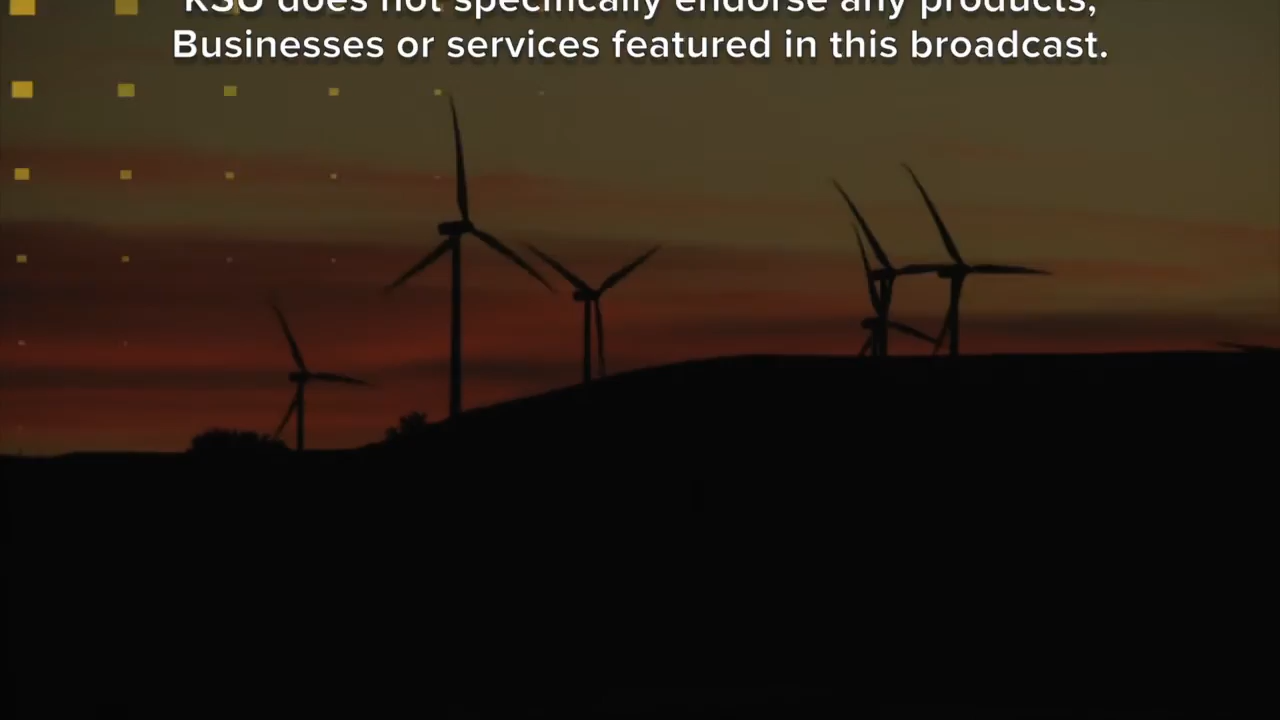 KSU does not specifically endorse any products,
Businesses or services featured in this broadcast.